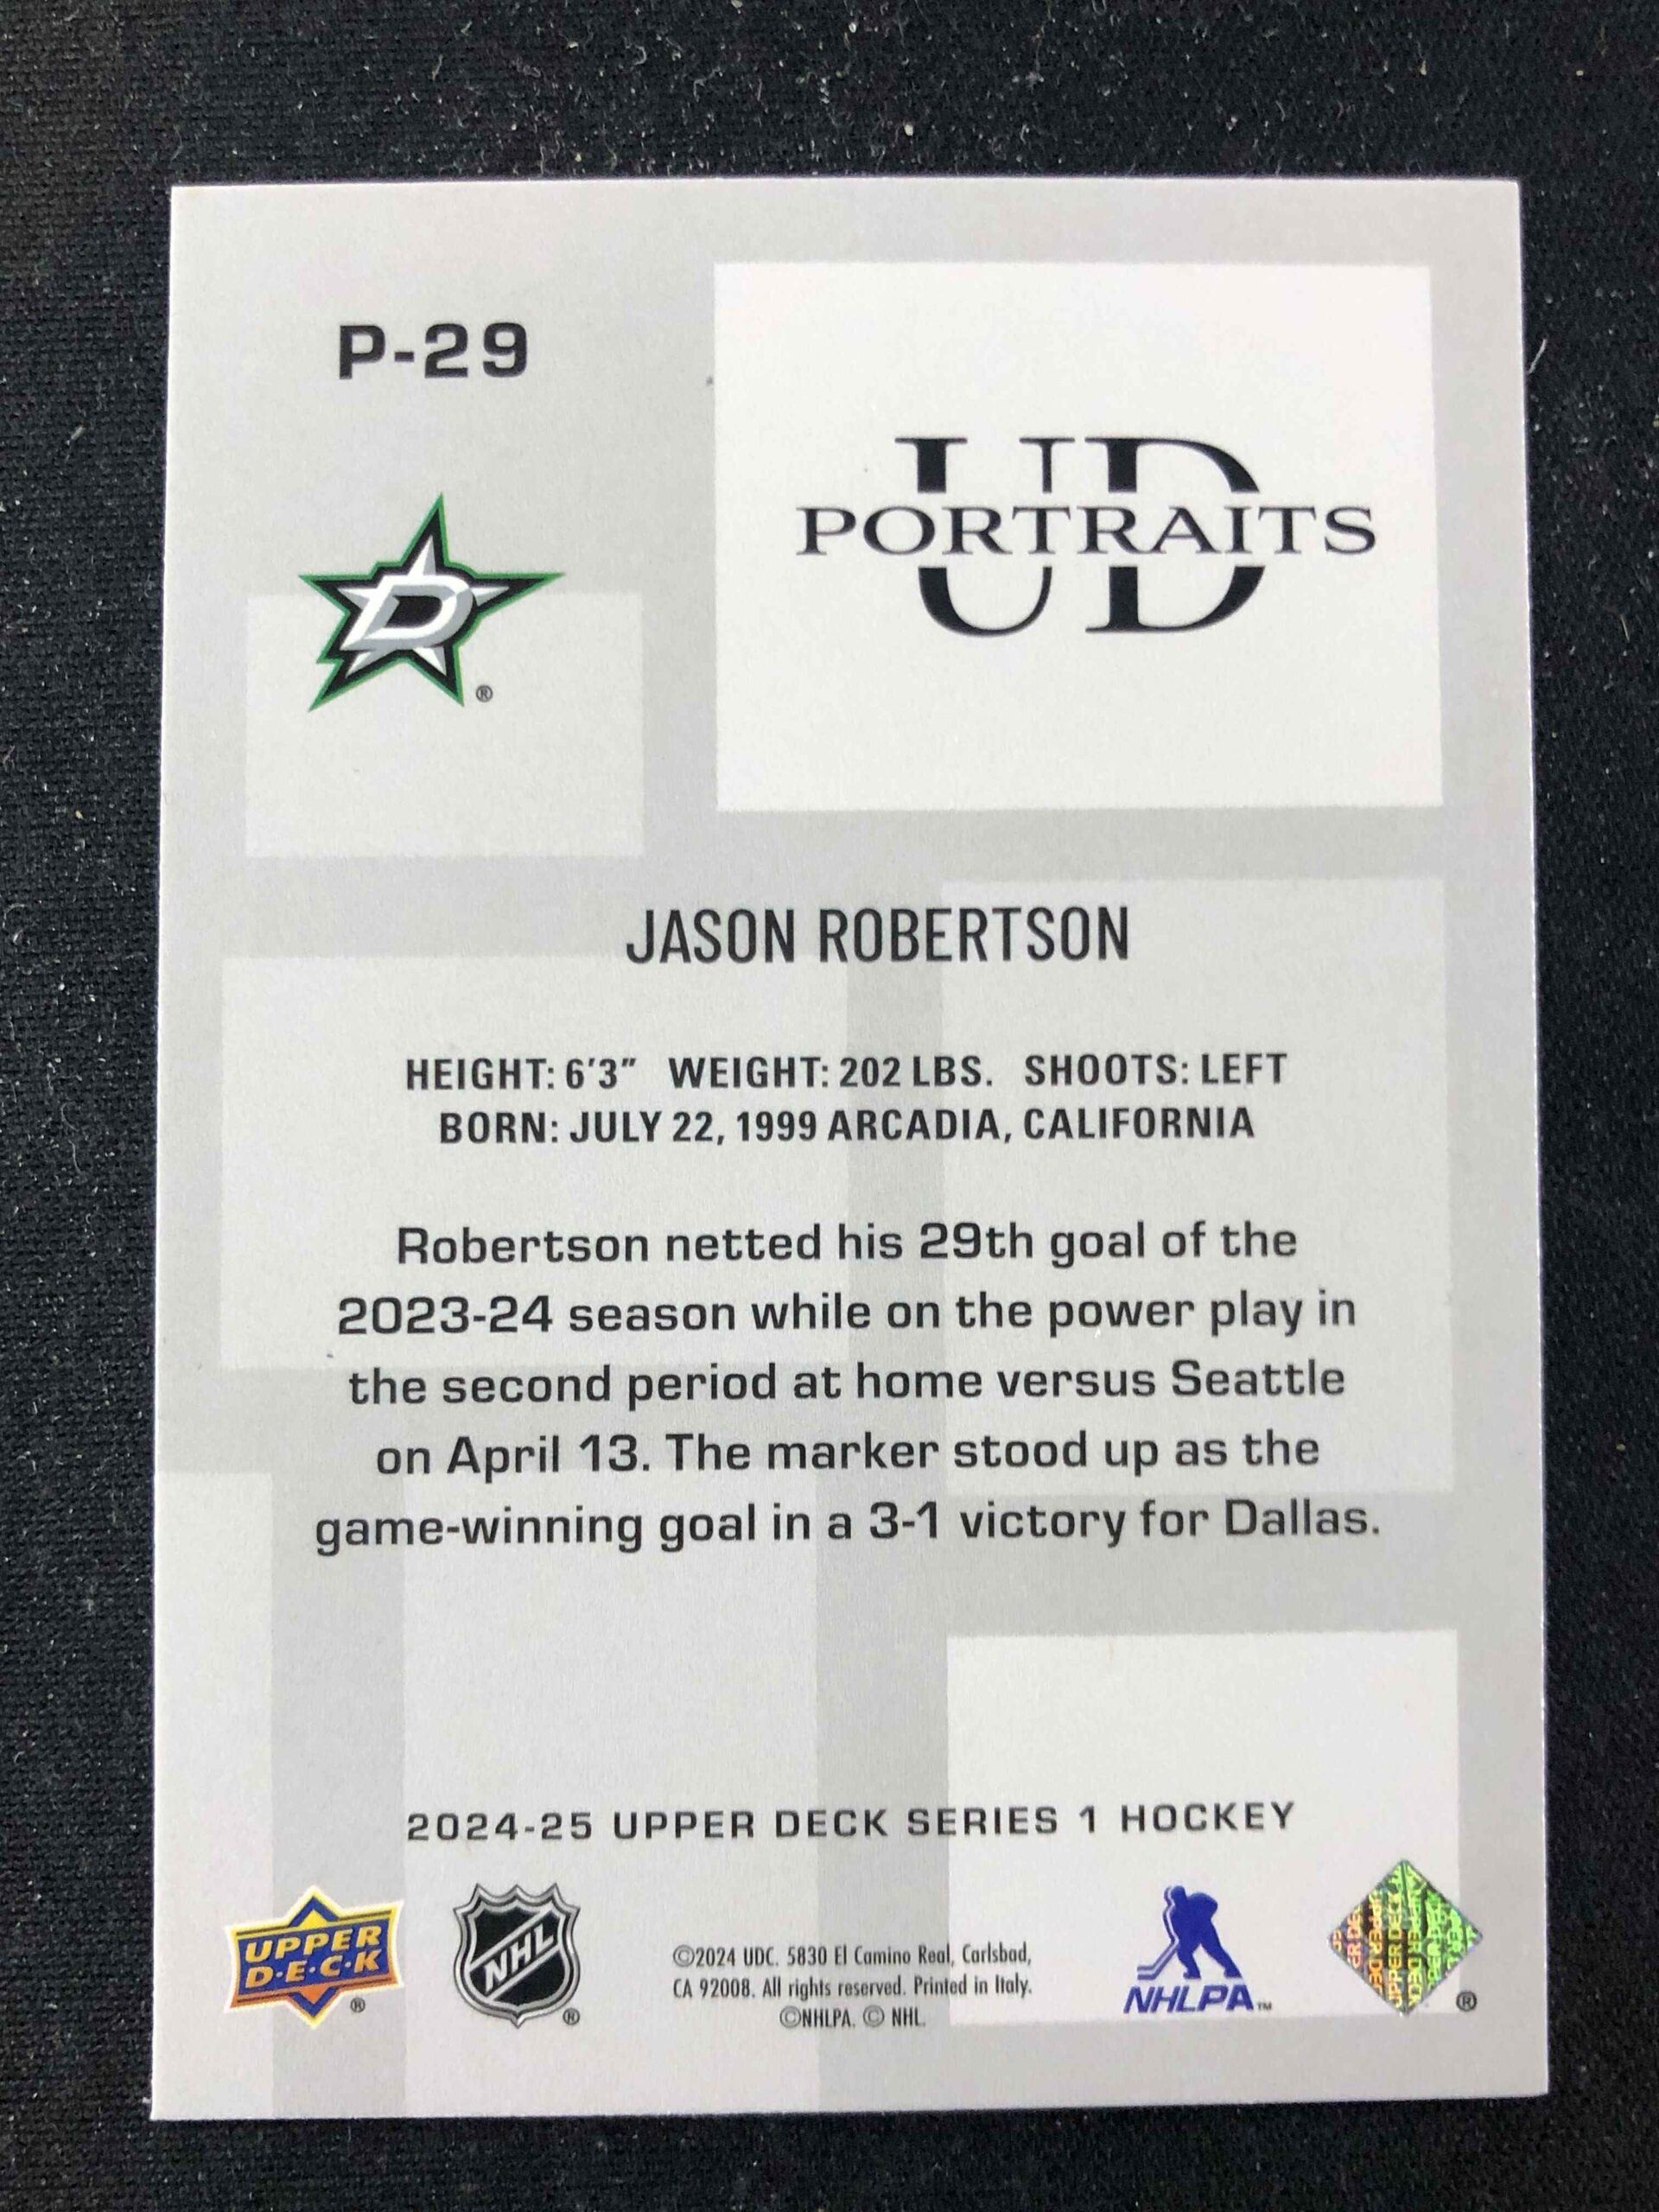 P-29
UD
PORTRAITS
D
®
JASON ROBERTSON
HEIGHT: 6'3" WEIGHT: 202 LBS. SHOOTS: LEFT
BORN: JULY 22, 1999 ARCADIA, CALIFORNIA
Robertson netted his 29th goal of the
2023-24 season while on the power play in
the second period at home versus Seattle
on April 13. The marker stood up as the
game-winning goal in a 3-1 victory for Dallas.
2024-25 UPPER DECK SERIES 1 HOCKEY
UPPER
D·E·C·K
®
NHL
®
©2024 UDC. 5830 El Camino Real, Carlsbad,
CA 92008. All rights reserved. Printed in Italy.
©NHLPA. © NHL.
NHLPA™
®